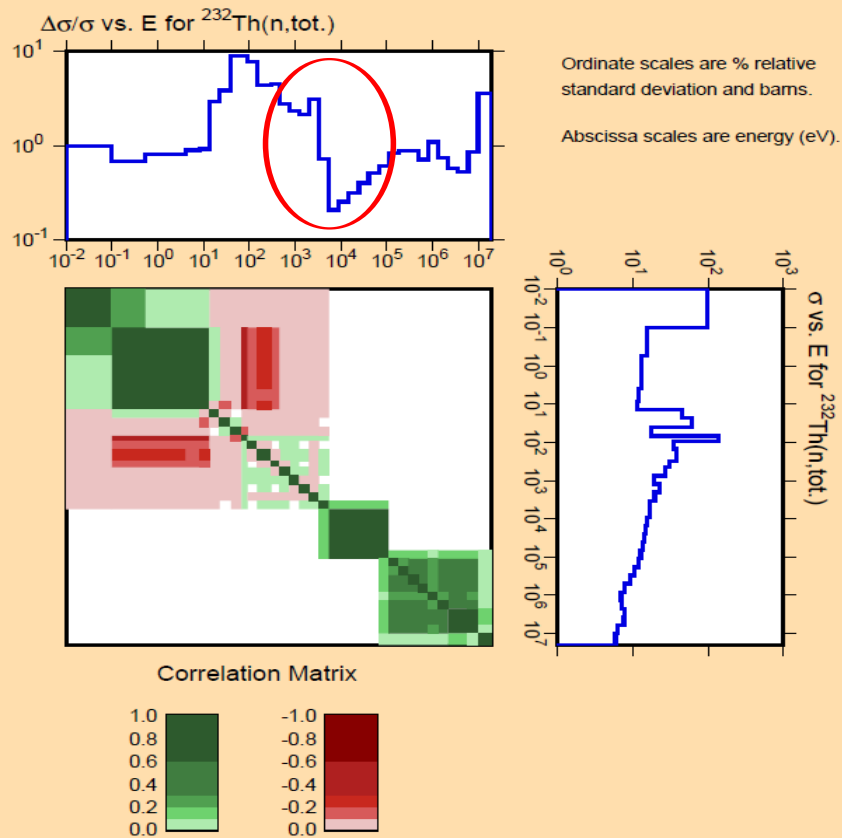 Δσ/σ vs. E for ²³²Th(n,tot.)
Ordinate scales are % relative
standard deviation and barns.
Abscissa scales are energy (eV).
10¹
10⁰
10⁻¹
10⁻² 10⁻¹ 10⁰ 10¹ 10² 10³ 10⁴ 10⁵ 10⁶ 10⁷
10⁰ 10¹ 10² 10³
σ vs. E for ²³²Th(n,tot.)
10⁻² 10⁻¹ 10⁰ 10¹ 10² 10³ 10⁴ 10⁵ 10⁶ 10⁷
Correlation Matrix
1.0 -1.0
0.8 -0.8
0.6 -0.6
0.4 -0.4
0.2 -0.2
0.0 0.0